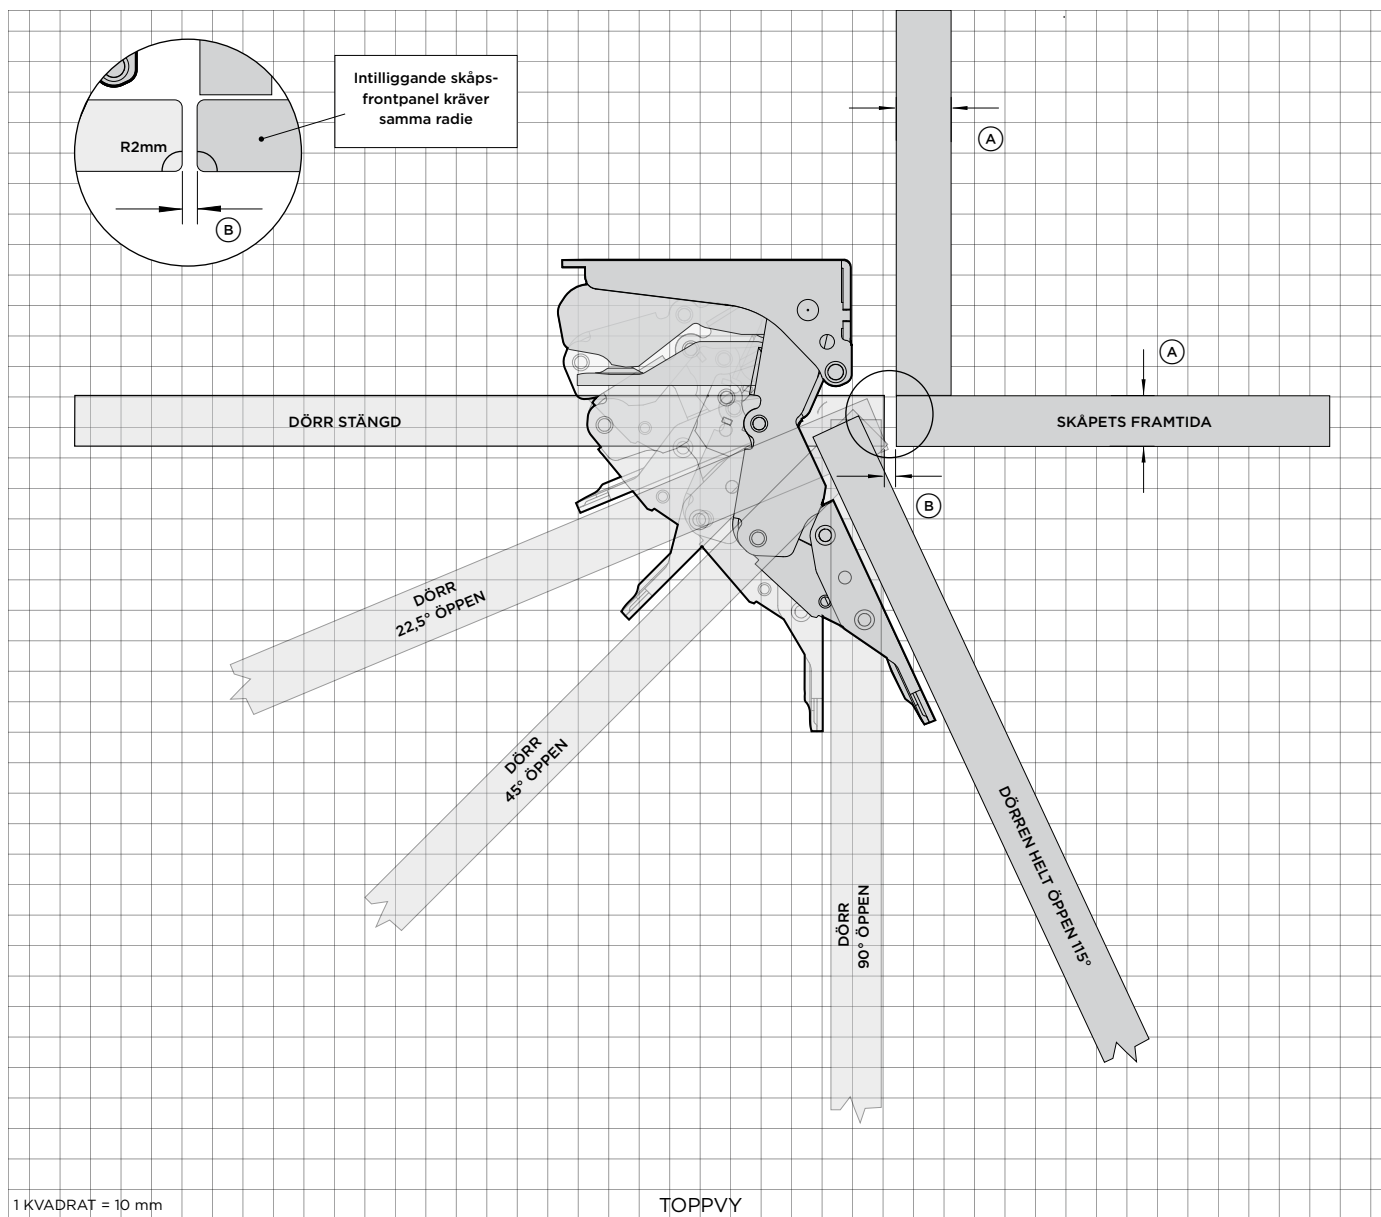 Intilliggande skåps-
frontpanel kräver
samma radie
R2mm
B
A
A
DÖRR STÄNGD
SKÅPETS FRAMTIDA
B
DÖRR
22,5° ÖPPEN
DÖRR
45° ÖPPEN
DÖRREN HELT ÖPPEN 115°
DÖRR
90° ÖPPEN
1 KVADRAT = 10 mm
TOPPVY